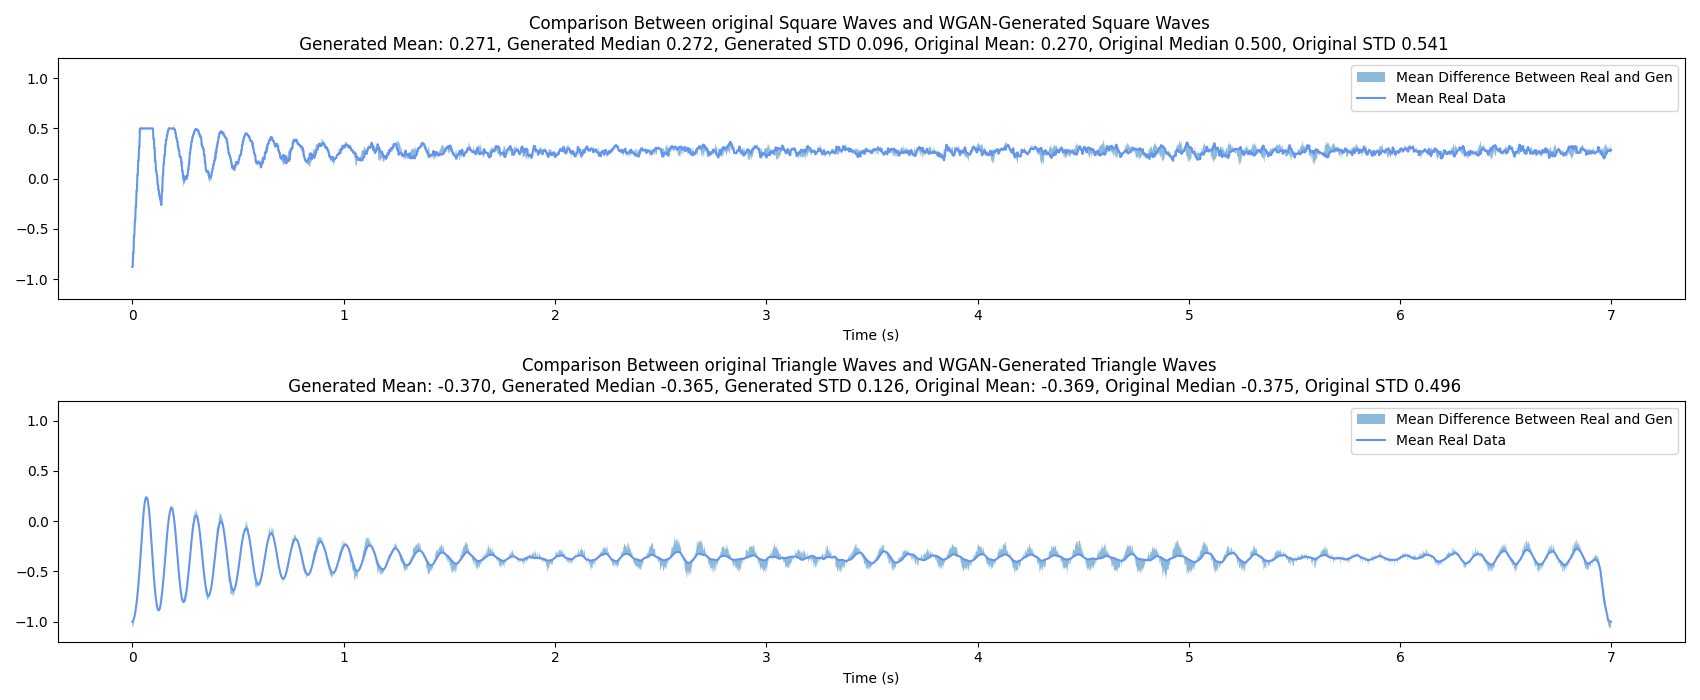 Comparison Between original Square Waves and WGAN-Generated Square Waves
Generated Mean: 0.271, Generated Median 0.272, Generated STD 0.096, Original Mean: 0.270, Original Median 0.500, Original STD 0.541
Mean Difference Between Real and Gen
Mean Real Data
1.0
0.5
0.0
−0.5
−1.0
0 1 2 3 4 5 6 7
Time (s)
Comparison Between original Triangle Waves and WGAN-Generated Triangle Waves
Generated Mean: -0.370, Generated Median -0.365, Generated STD 0.126, Original Mean: -0.369, Original Median -0.375, Original STD 0.496
Mean Difference Between Real and Gen
Mean Real Data
1.0
0.5
0.0
−0.5
−1.0
0 1 2 3 4 5 6 7
Time (s)